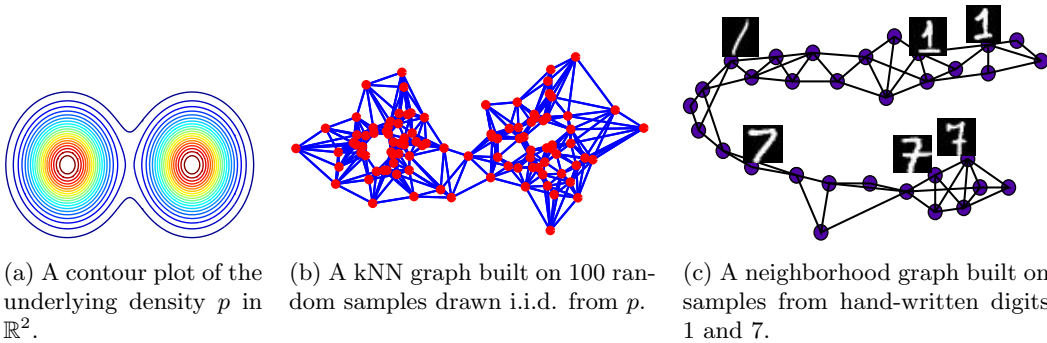 1 1 1
7 7 7
(a) A contour plot of the
underlying density p in
ℝ².
(b) A kNN graph built on 100 ran-
dom samples drawn i.i.d. from p.
(c) A neighborhood graph built on
samples from hand-written digits
1 and 7.